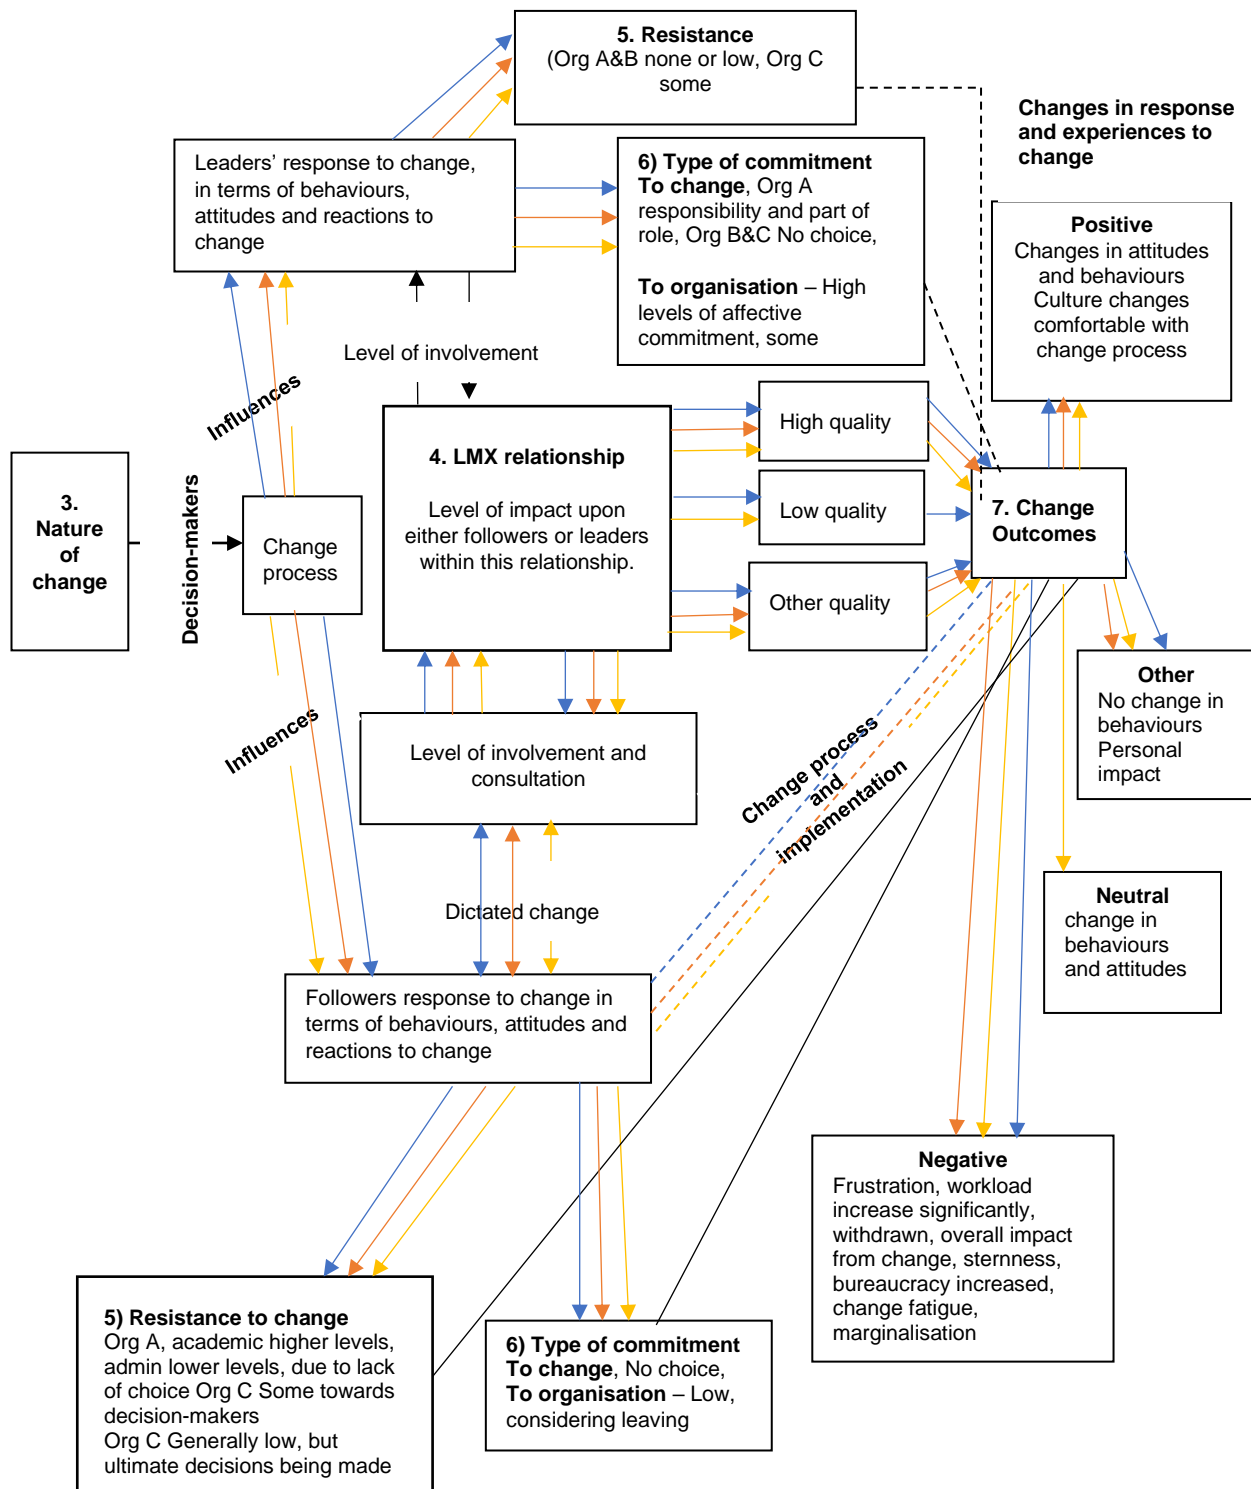 5. Resistance
(Org A&B none or low, Org C
some
Changes in response
and experiences to
change
Leaders' response to change,
in terms of behaviours,
attitudes and reactions to
change
6) Type of commitment
To change, Org A
responsibility and part of
role, Org B&C No choice,
To organisation – High
levels of affective
commitment, some
Positive
Changes in attitudes
and behaviours
Culture changes
comfortable with
change process
Level of involvement
Influences
High quality
4. LMX relationship
Level of impact upon
either followers or leaders
within this relationship.
3.
Nature
of
change
Decision-makers
Change
process
Low quality
7. Change
Outcomes
Other quality
Other
No change in
behaviours
Personal
impact
Influences
Level of involvement and
consultation
Change process
and
implementation
Neutral
change in
behaviours
and attitudes
Dictated change
Followers response to change in
terms of behaviours, attitudes and
reactions to change
Negative
Frustration, workload
increase significantly,
withdrawn, overall impact
from change, sternness,
bureaucracy increased,
change fatigue,
marginalisation
5) Resistance to change
Org A, academic higher levels,
admin lower levels, due to lack
of choice Org C Some towards
decision-makers
Org C Generally low, but
ultimate decisions being made
6) Type of commitment
To change, No choice,
To organisation – Low,
considering leaving